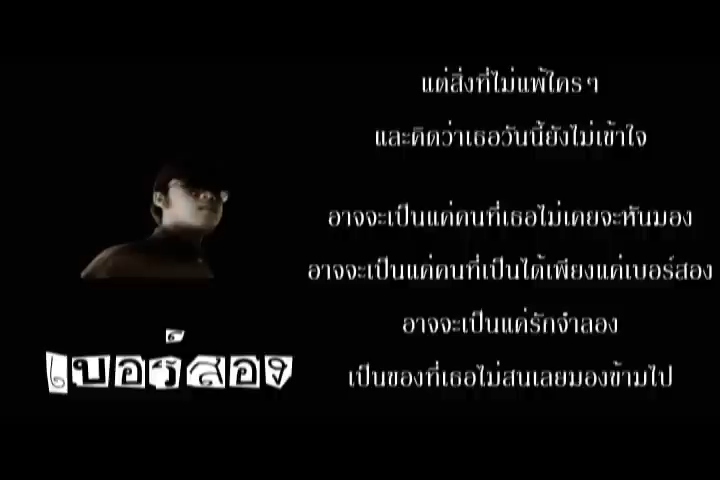 แต่สิ่งที่ไม่แพ้ใครๆ
และคิดว่าเธอวันนี้ยังไม่เข้าใจ
อาจจะเป็นแค่คนที่เธอไม่เคยจะหันมอง
อาจจะเป็นแค่คนที่เป็นได้เพียงแค่เบอร์สอง
อาจจะเป็นแค่รักจำลอง
เป็นของที่เธอไม่สนเลยมองข้ามไป
เบอร์สอง